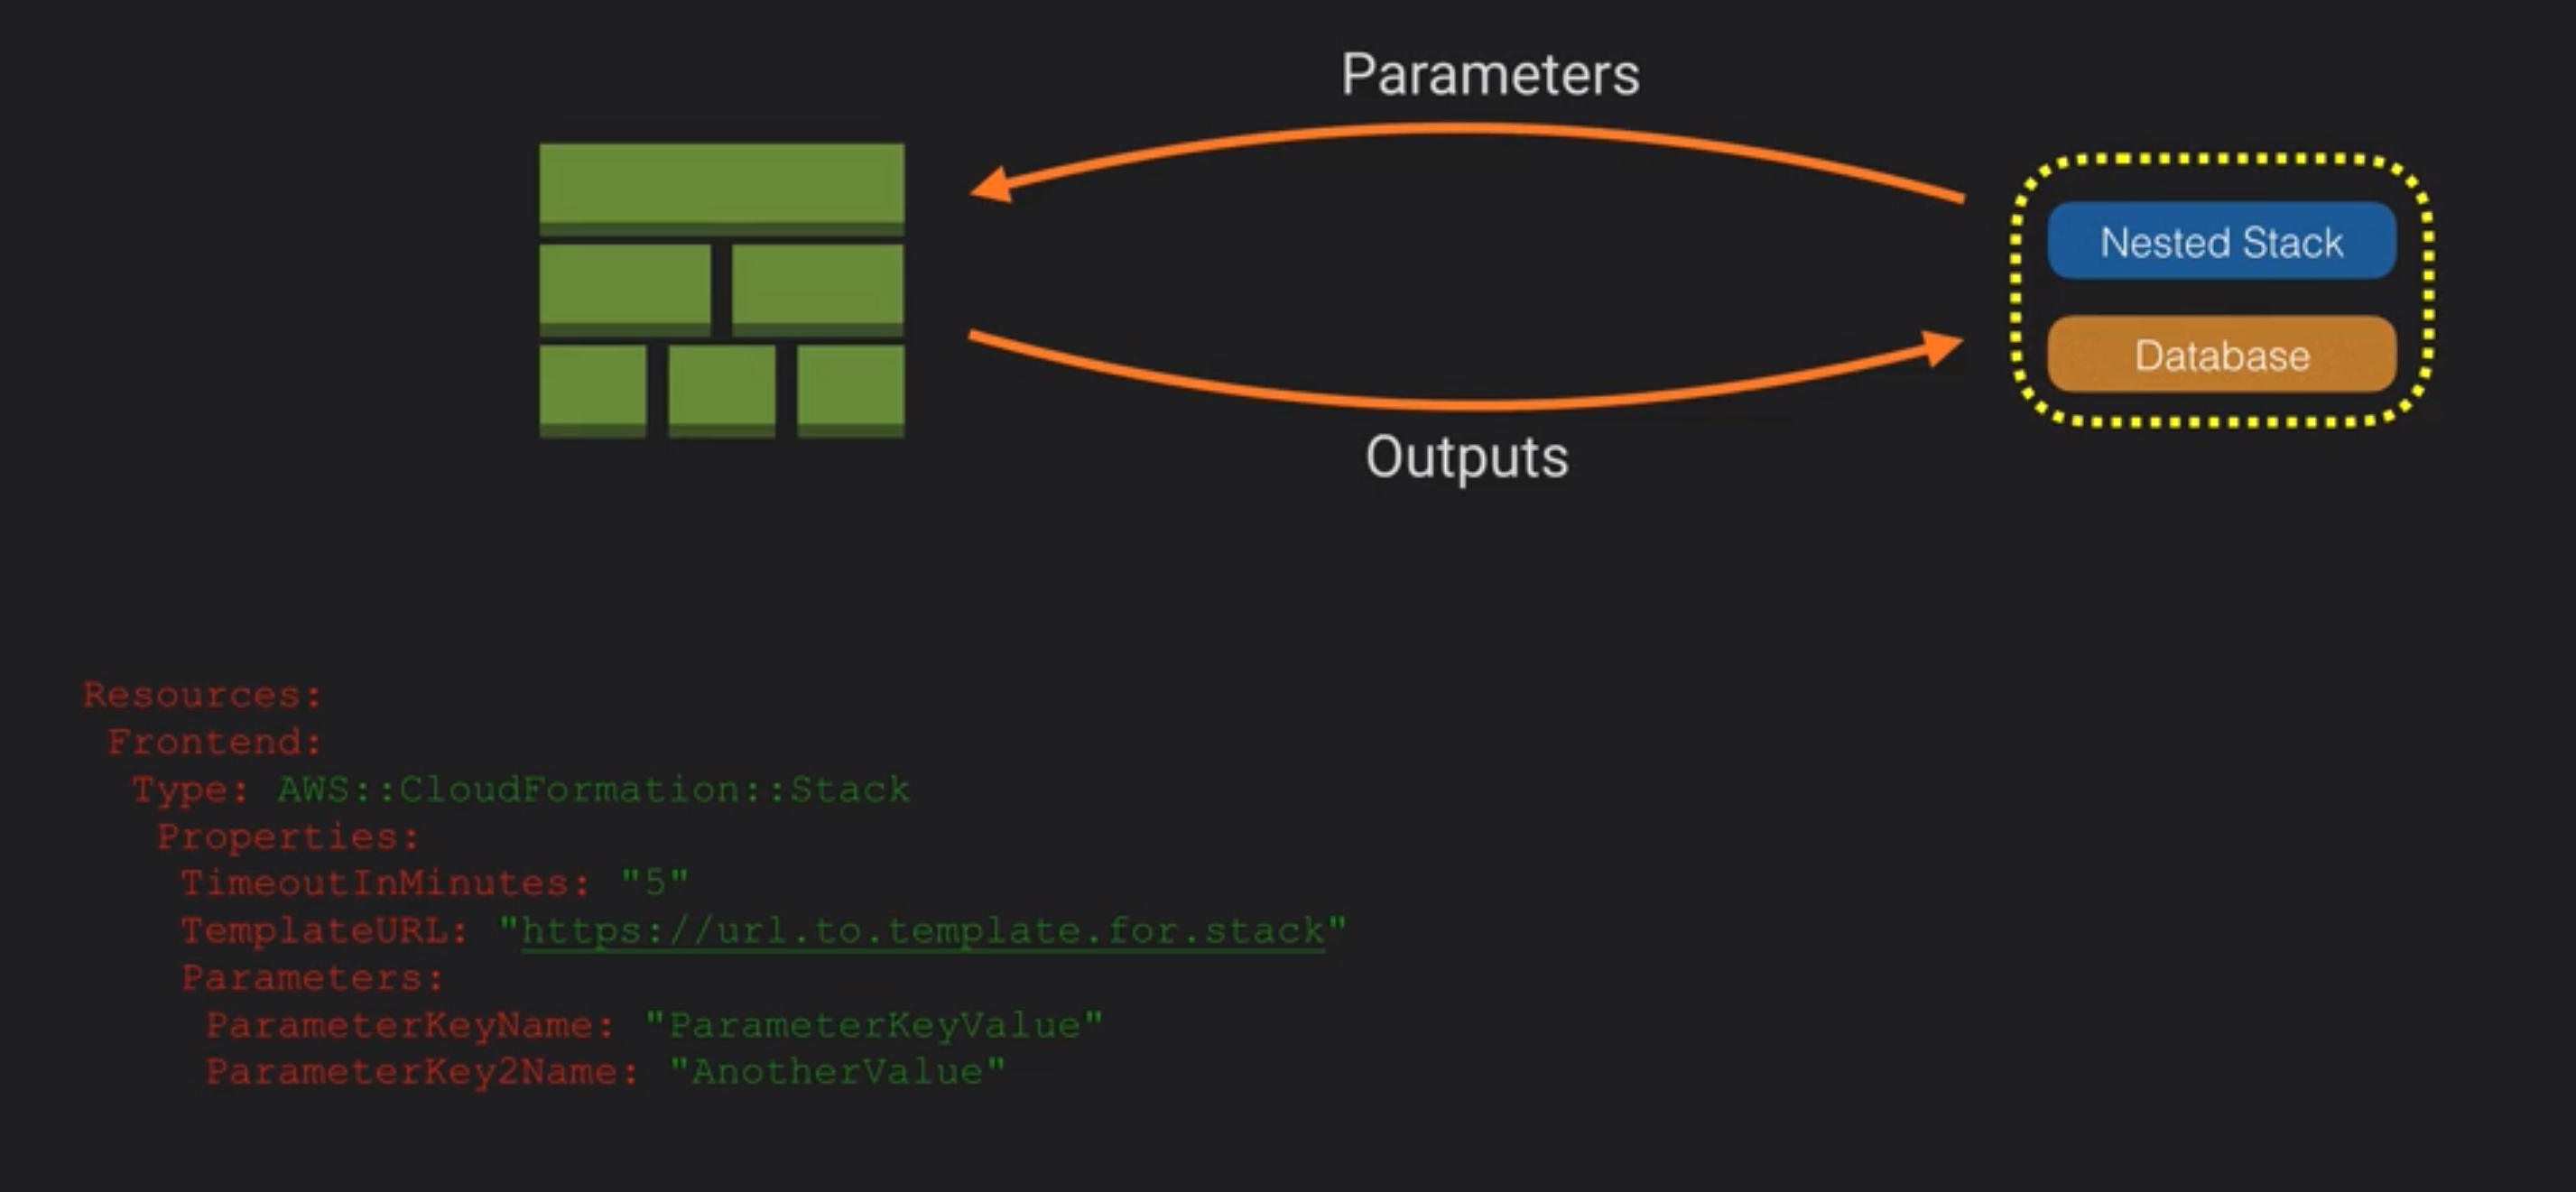 Parameters
Nested Stack
Database
Outputs
Resources:
Frontend:
Type: AWS::CloudFormation::Stack
Properties:
TimeoutInMinutes: "5"
TemplateURL: "https://url.to.template.for.stack"
Parameters:
ParameterKeyName: "ParameterKeyValue"
ParameterKey2Name: "AnotherValue"